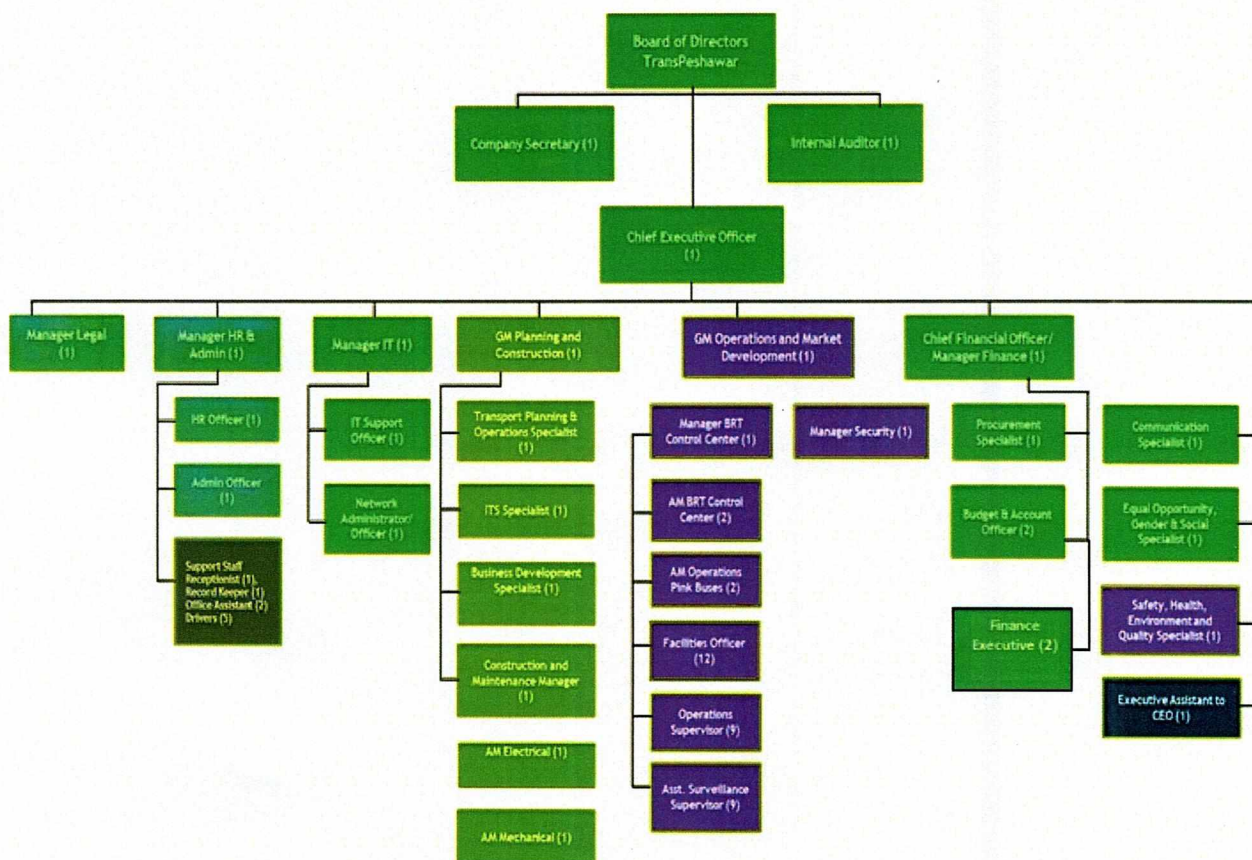 Board of Directors
TransPeshawar
Company Secretary (1)
Internal Auditor (1)
Chief Executive Officer
(1)
Manager Legal
(1)
Manager HR &
Admin (1)
Manager IT (1)
GM Planning and
Construction (1)
GM Operations and Market
Development (1)
Chief Financial Officer/
Manager Finance (1)
HR Officer (1)
Admin Officer
(1)
Support Staff
Receptionist (1),
Record Keeper (1)
Office Assistant (2)
Drivers (5)
IT Support
Officer (1)
Network
Administrator/
Officer (1)
Transport Planning &
Operations Specialist
(1)
ITS Specialist (1)
Business Development
Specialist (1)
Construction and
Maintenance Manager
(1)
AM Electrical (1)
AM Mechanical (1)
Manager BRT
Control Center
(1)
AM BRT Control
Center (2)
AM Operations
Pink Buses (2)
Facilities Officer
(12)
Operations
Supervisor (9)
Asst. Surveillance
Supervisor (9)
Manager Security (1)
Procurement
Specialist (1)
Budget & Account
Officer (2)
Finance
Executive (2)
Communication
Specialist (1)
Equal Opportunity,
Gender & Social
Specialist (1)
Safety, Health,
Environment and
Quality Specialist (1)
Executive Assistant to
CEO (1)